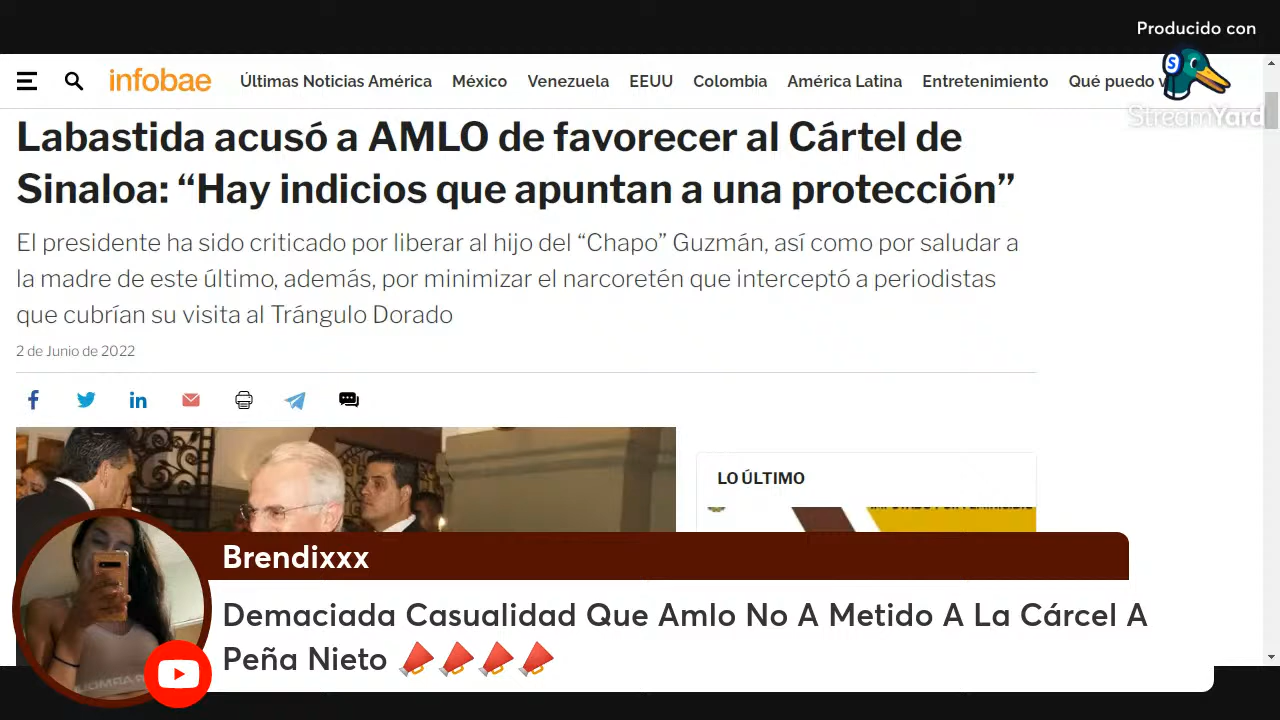 Producido con
StreamYard
infobae
Últimas Noticias América México Venezuela EEUU Colombia América Latina Entretenimiento Qué puedo
Labastida acusó a AMLO de favorecer al Cártel de
Sinaloa: “Hay indicios que apuntan a una protección”
El presidente ha sido criticado por liberar al hijo del “Chapo” Guzmán, así como por saludar a
la madre de este último, además, por minimizar el narcoretén que interceptó a periodistas
que cubrían su visita al Trángulo Dorado
2 de Junio de 2022
LO ÚLTIMO
Brendixxx
Demaciada Casualidad Que Amlo No A Metido A La Cárcel A
Peña Nieto 📣📣📣📣